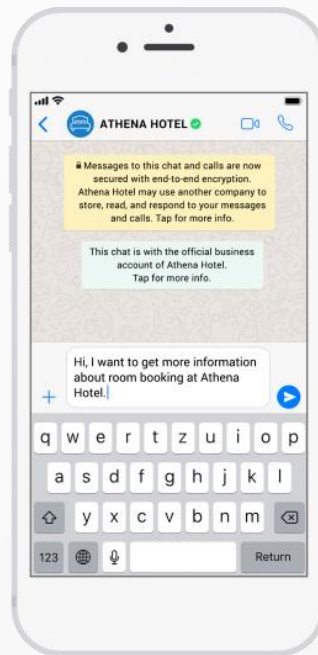 ATHENA HOTEL
Messages to this chat and calls are now
secured with end-to-end encryption.
Athena Hotel may use another company to
store, read, and respond to your messages
and calls. Tap for more info.
This chat is with the official business
account of Athena Hotel.
Tap for more info.
Hi, I want to get more information
about room booking at Athena
Hotel.
q w e r t z u i o p
a s d f g h j k l
y x c v b n m
123 Return